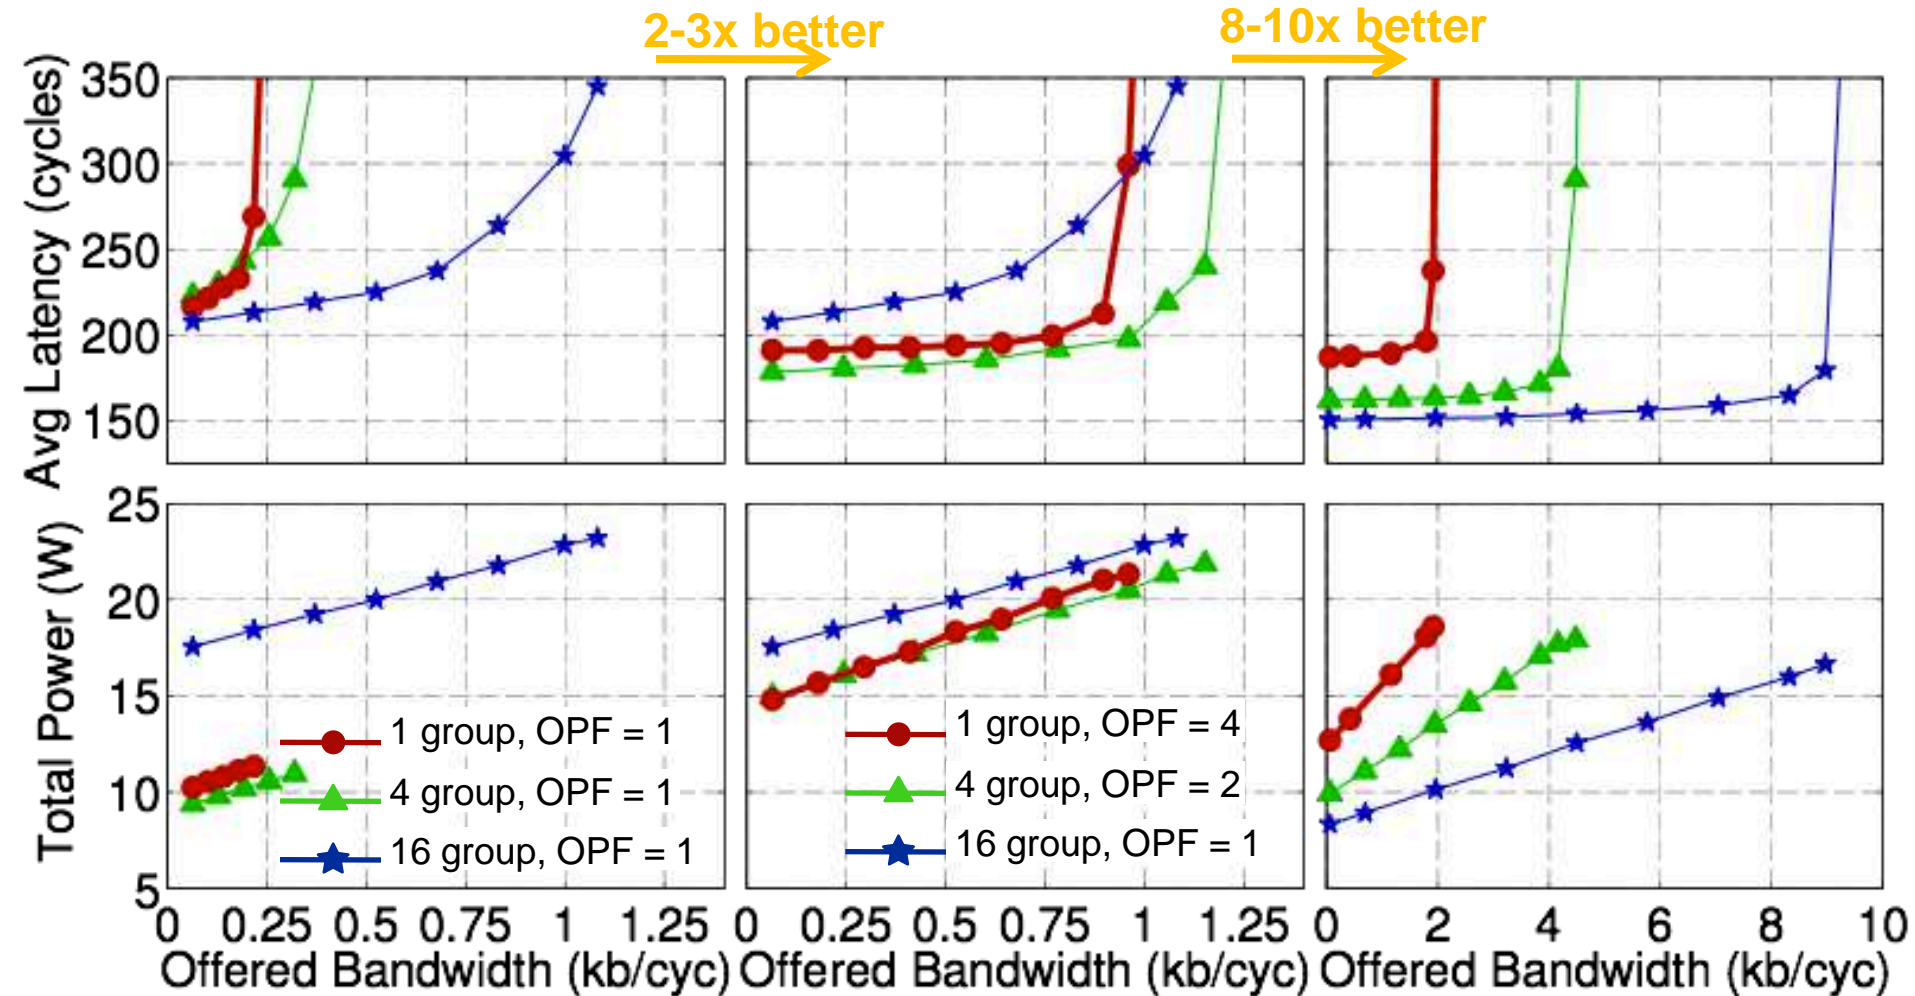 2-3x better
8-10x better
Avg Latency (cycles)
350
300
250
200
150
Total Power (W)
25
20
15
10
5
1 group, OPF = 1
4 group, OPF = 1
16 group, OPF = 1
1 group, OPF = 4
4 group, OPF = 2
16 group, OPF = 1
0 0.25 0.5 0.75 1 1.25
0 0.25 0.5 0.75 1 1.25
0 2 4 6 8 10
Offered Bandwidth (kb/cyc)
Offered Bandwidth (kb/cyc)
Offered Bandwidth (kb/cyc)